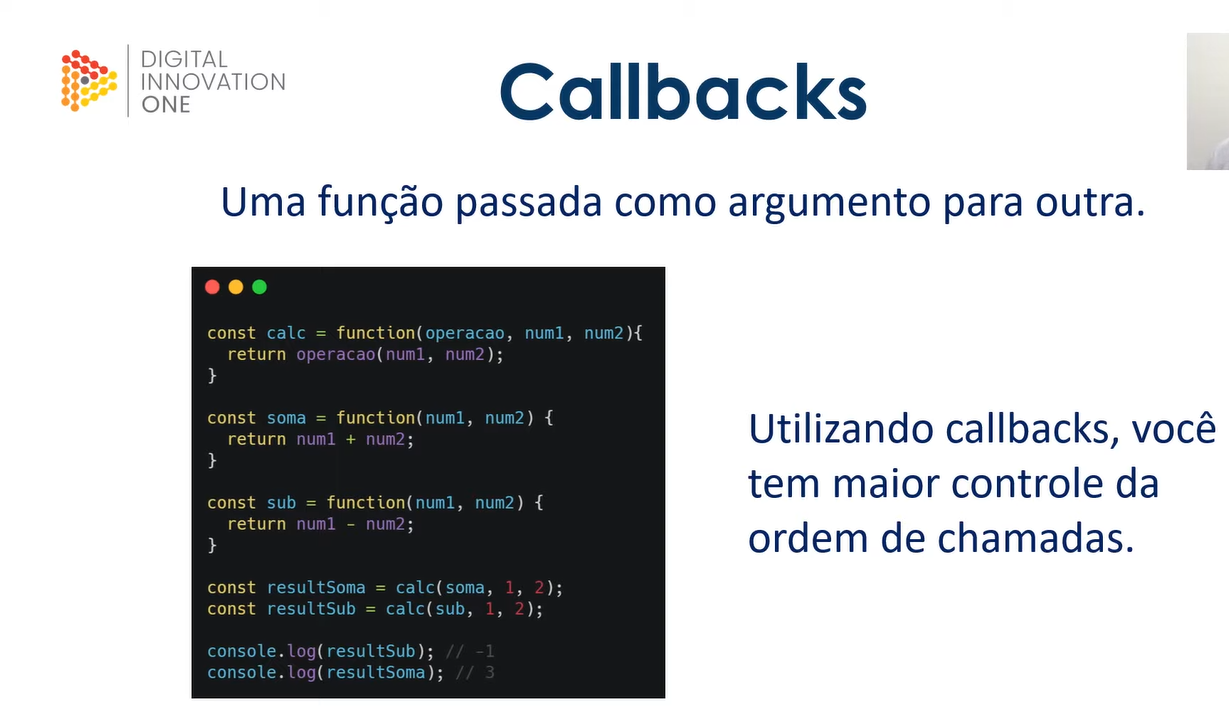 DIGITAL
INNOVATION
ONE
Callbacks
Uma função passada como argumento para outra.
const calc = function(operacao, num1, num2){
  return operacao(num1, num2);
}
const soma = function(num1, num2) {
  return num1 + num2;
}
const sub = function(num1, num2) {
  return num1 - num2;
}
const resultSoma = calc(soma, 1, 2);
const resultSub = calc(sub, 1, 2);
console.log(resultSub); // -1
console.log(resultSoma); // 3
Utilizando callbacks, você
tem maior controle da
ordem de chamadas.